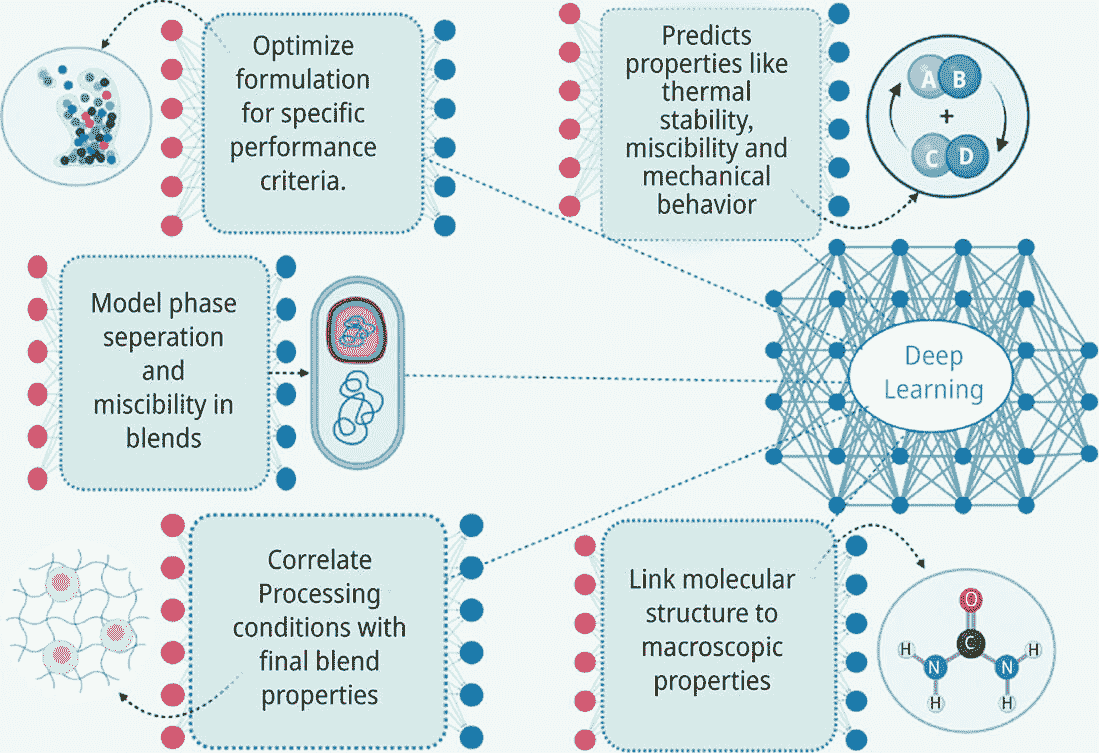 Optimize
formulation
for specific
performance
criteria.
Predicts
properties like
thermal
stability,
miscibility and
mechanical
behavior
A B
+
C D
Model phase
seperation
and
miscibility in
blends
Deep
Learning
Correlate
Processing
conditions with
final blend
properties
Link molecular
structure to
macroscopic
properties
O
C
H N N H
H H